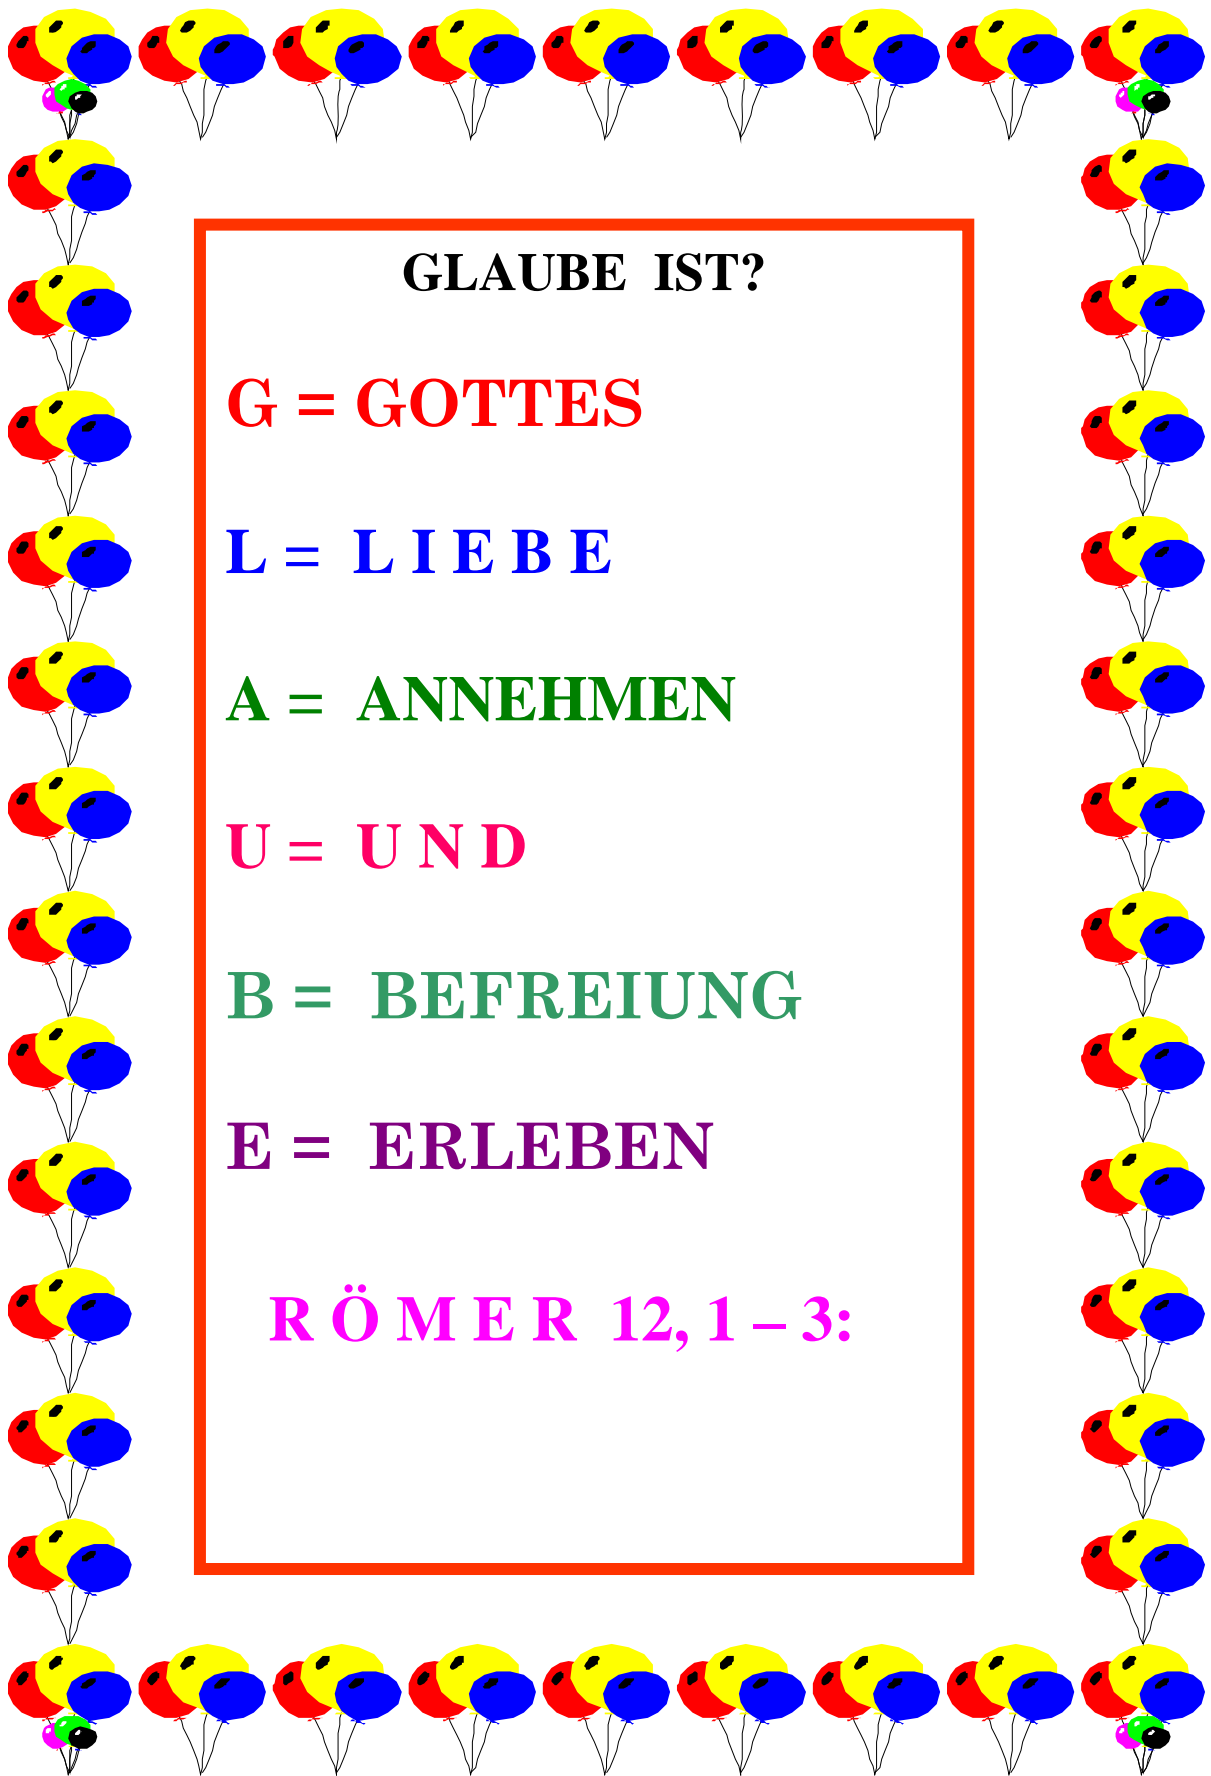 GLAUBE IST?
G = GOTTES
L = L I E B E
A = ANNEHMEN
U = U N D
B = BEFREIUNG
E = ERLEBEN
R Ö M E R 12, 1 – 3: